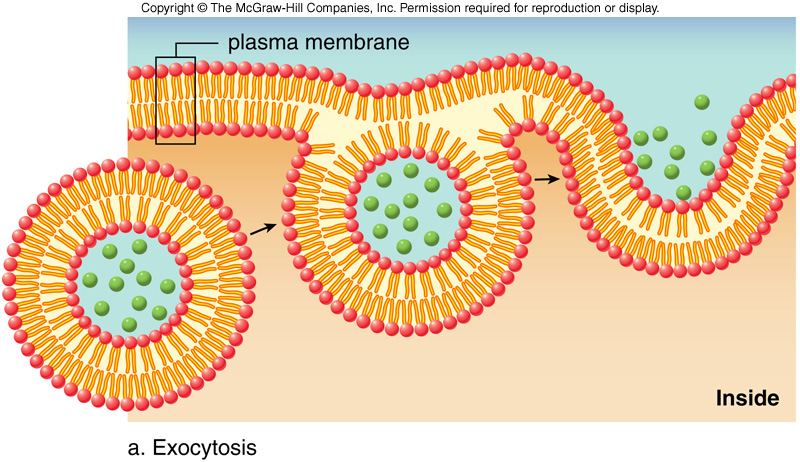 Copyright © The McGraw-Hill Companies, Inc. Permission required for reproduction or display.
plasma membrane
Inside
a. Exocytosis